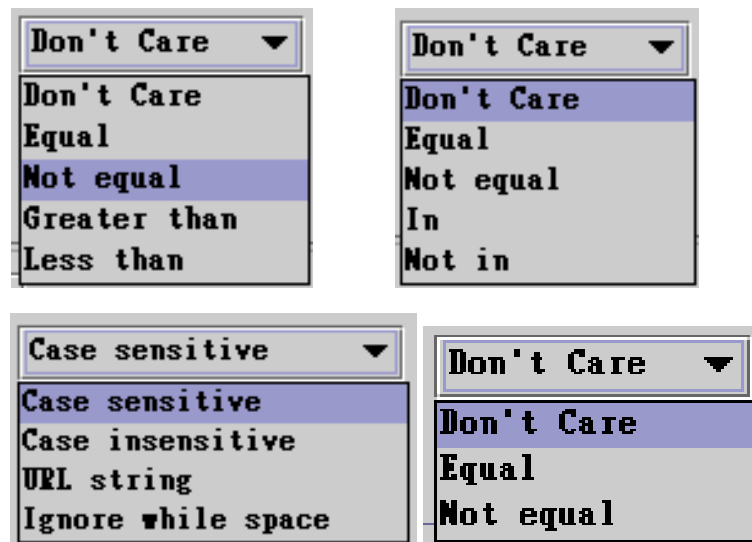 Don't Care
Don't Care
Equal
Not equal
Greater than
Less than
Don't Care
Don't Care
Equal
Not equal
In
Not in
Case sensitive
Case sensitive
Case insensitive
URL string
Ignore while space
Don't Care
Don't Care
Equal
Not equal